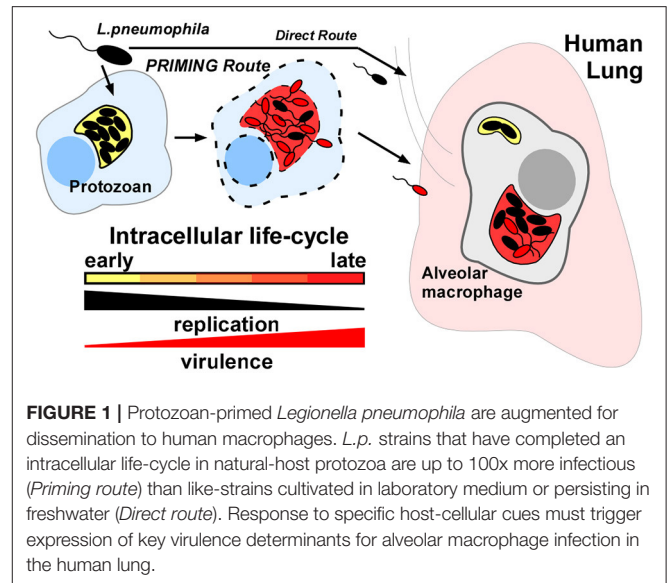 L.pneumophila
Direct Route
PRIMING Route
Human
Lung
Protozoan
Intracellular life-cycle
early late
replication
virulence
Alveolar
macrophage
FIGURE 1 | Protozoan-primed Legionella pneumophila are augmented for
dissemination to human macrophages. L.p. strains that have completed an
intracellular life-cycle in natural-host protozoa are up to 100x more infectious
(Priming route) than like-strains cultivated in laboratory medium or persisting in
freshwater (Direct route). Response to specific host-cellular cues must trigger
expression of key virulence determinants for alveolar macrophage infection in
the human lung.